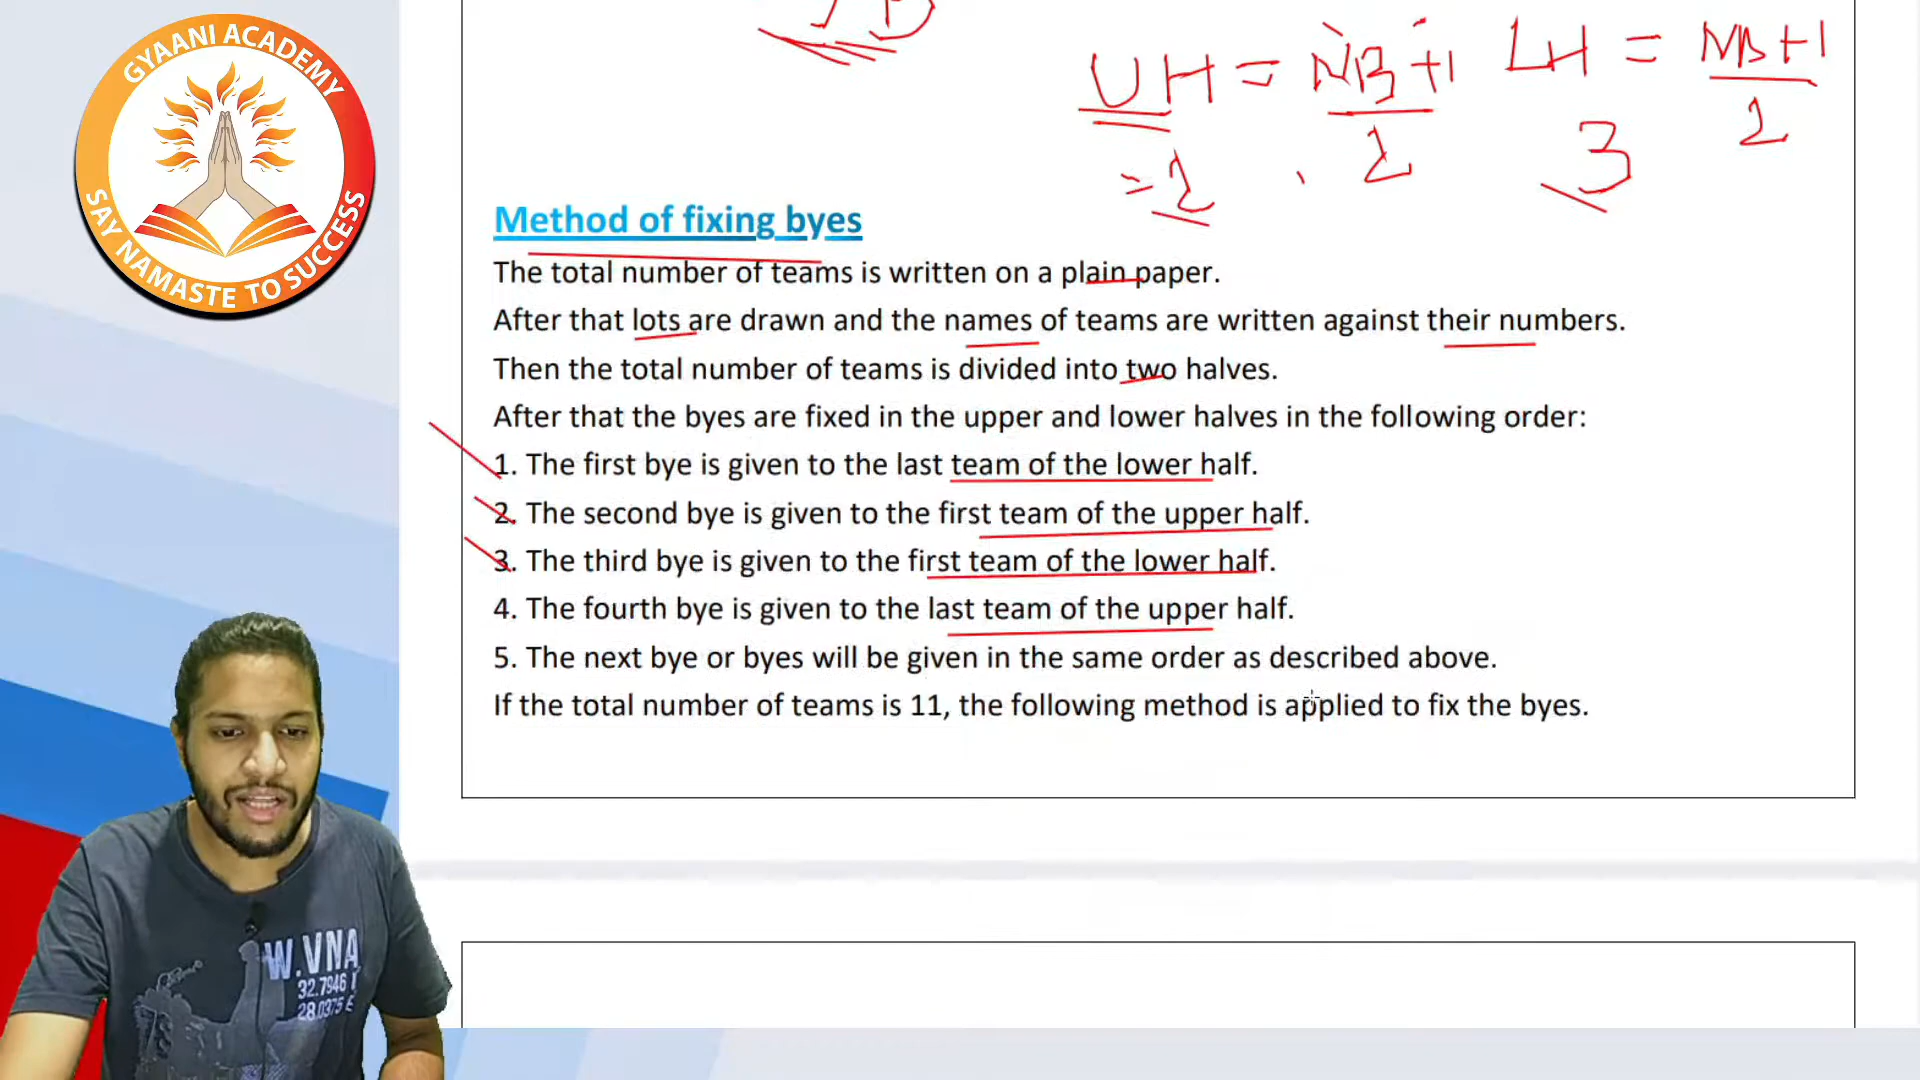 GYAANI ACADEMY
SAY NAMASTE TO SUCCESS
UH = NB+1
2
= 2
LH = NB+1
2
3
Method of fixing byes
The total number of teams is written on a plain paper.
After that lots are drawn and the names of teams are written against their numbers.
Then the total number of teams is divided into two halves.
After that the byes are fixed in the upper and lower halves in the following order:
1. The first bye is given to the last team of the lower half.
2. The second bye is given to the first team of the upper half.
3. The third bye is given to the first team of the lower half.
4. The fourth bye is given to the last team of the upper half.
5. The next bye or byes will be given in the same order as described above.
If the total number of teams is 11, the following method is applied to fix the byes.
W.VNA
32.7946
28.0375 E